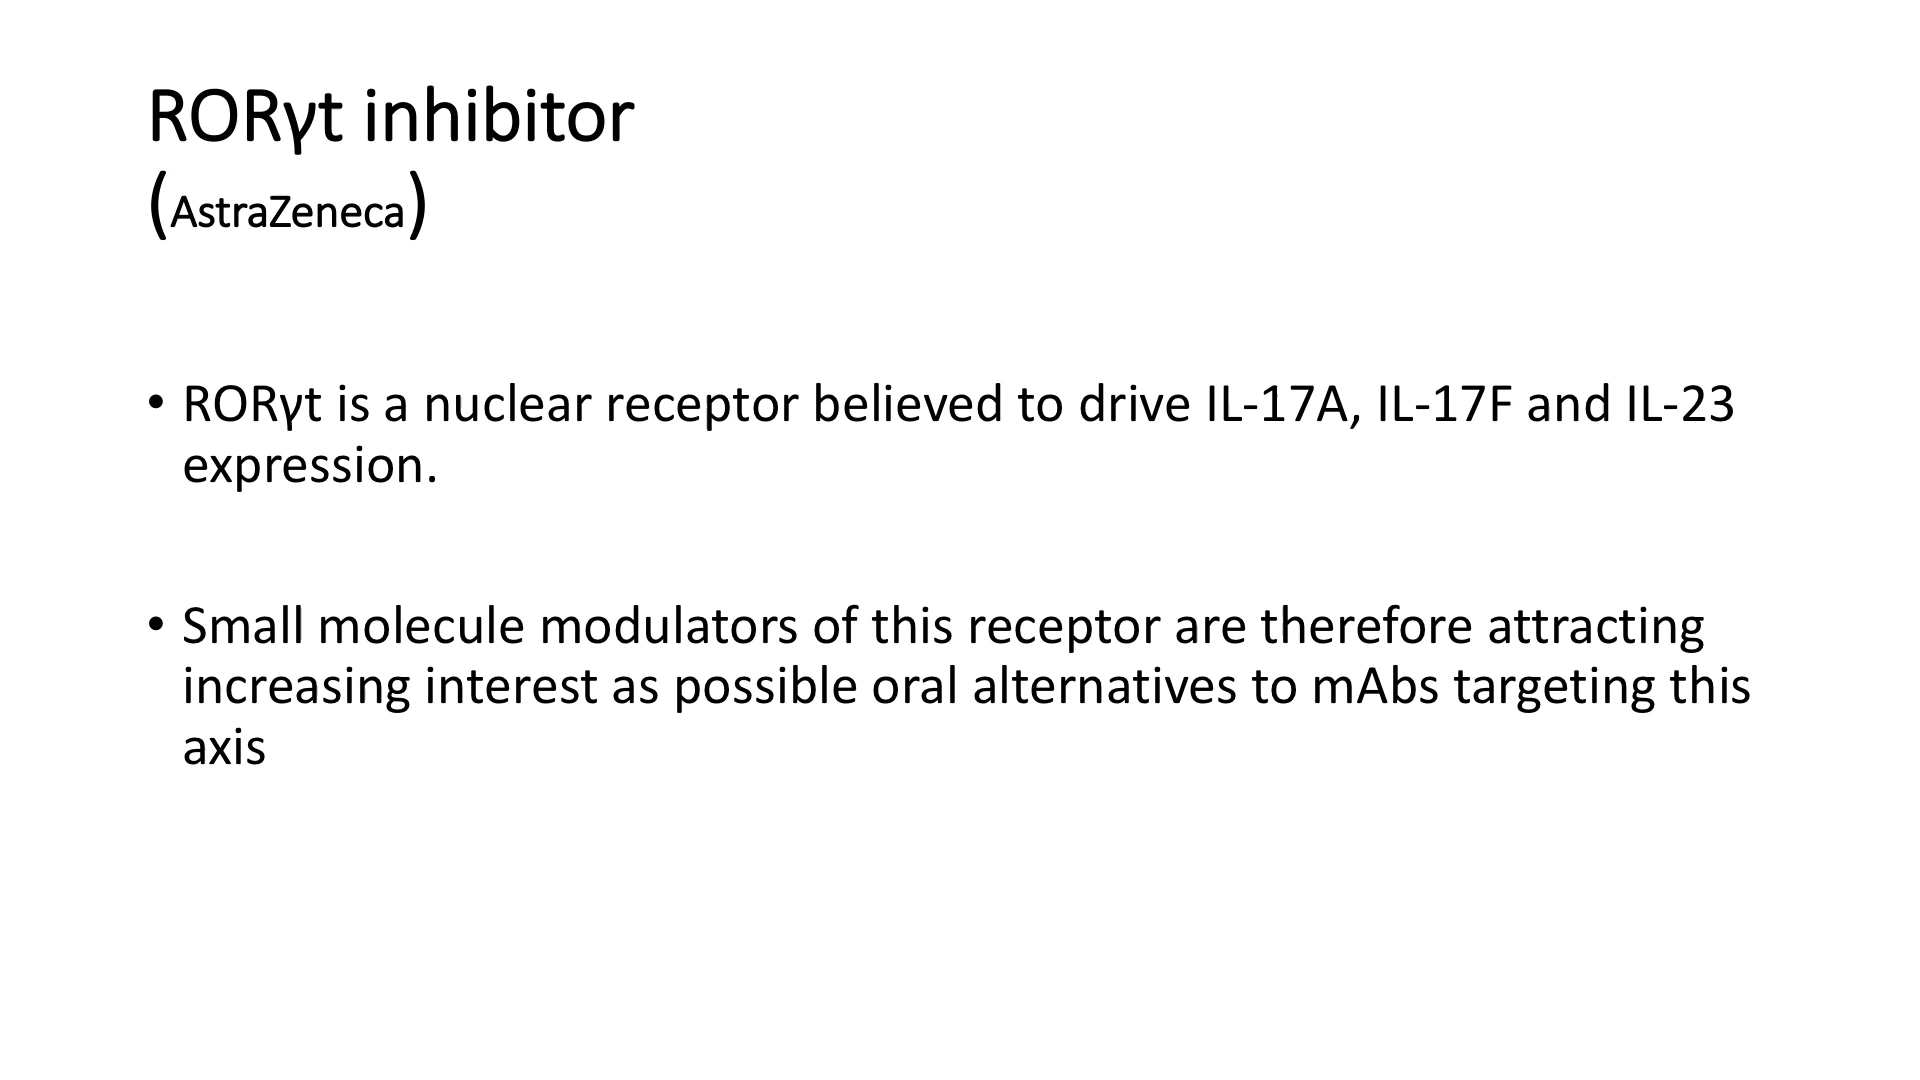 RORγt inhibitor
(AstraZeneca)
• RORγt is a nuclear receptor believed to drive IL-17A, IL-17F and IL-23
expression.
• Small molecule modulators of this receptor are therefore attracting
increasing interest as possible oral alternatives to mAbs targeting this
axis